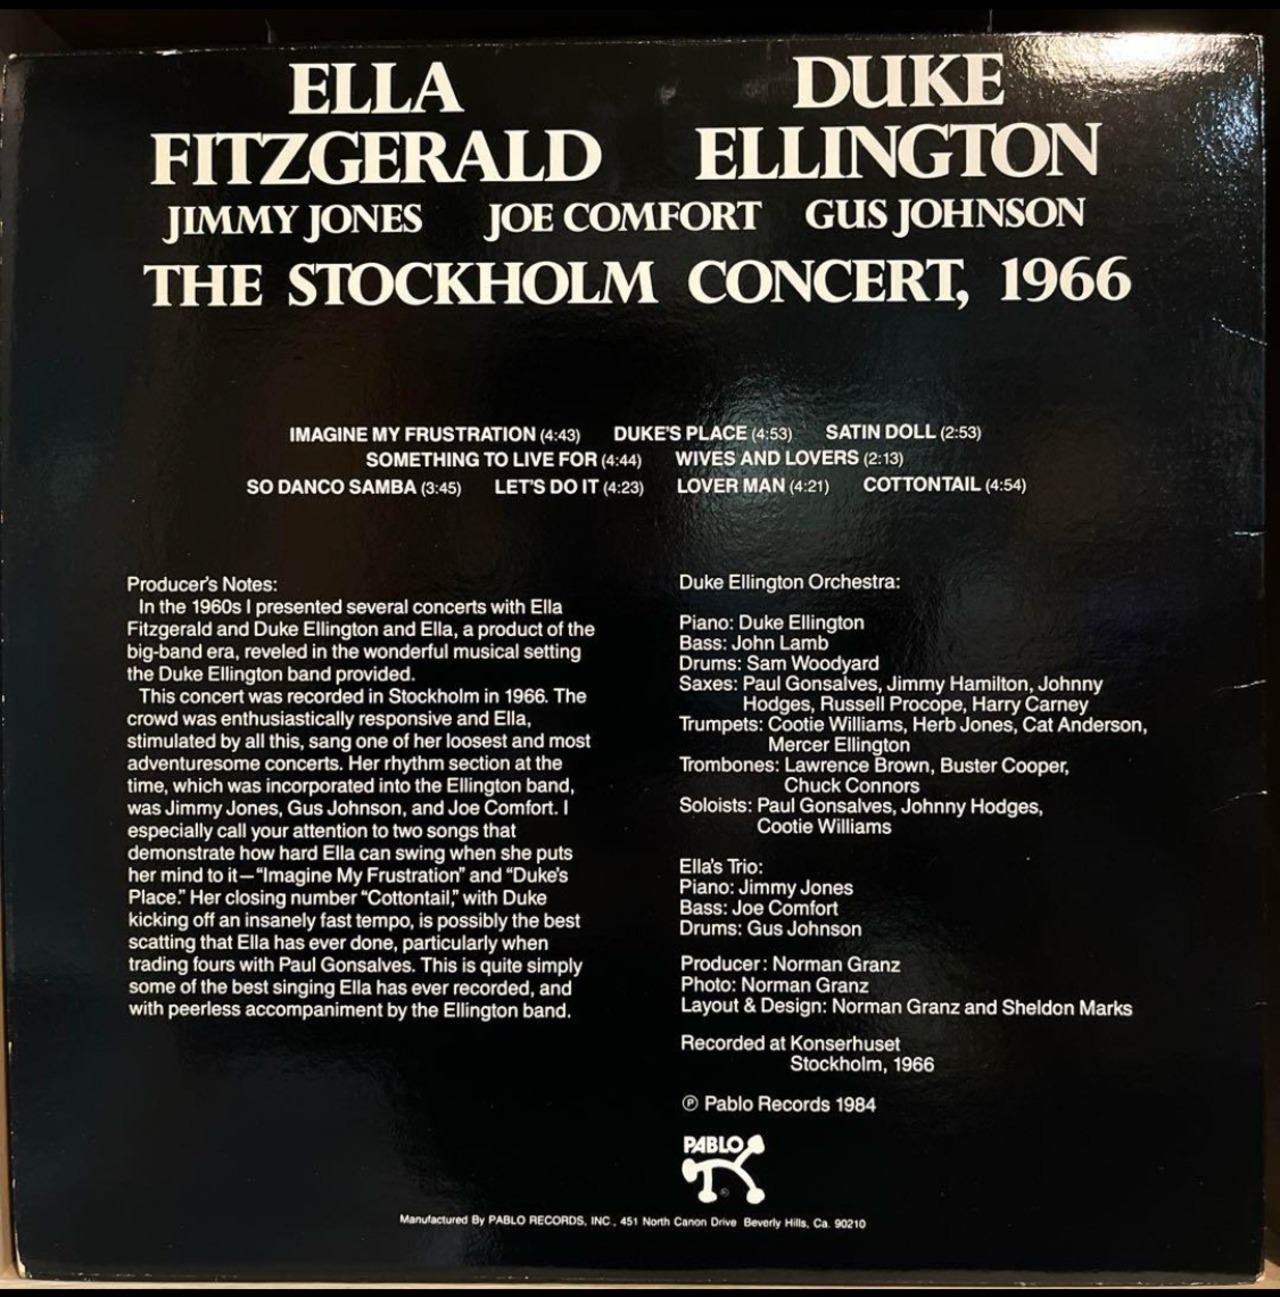 ELLA DUKE
FITZGERALD ELLINGTON
JIMMY JONES JOE COMFORT GUS JOHNSON
THE STOCKHOLM CONCERT, 1966
IMAGINE MY FRUSTRATION (4:43) DUKE'S PLACE (4:53) SATIN DOLL (2:53)
SOMETHING TO LIVE FOR (4:44) WIVES AND LOVERS (2:13)
SO DANCO SAMBA (3:45) LET'S DO IT (4:23) LOVER MAN (4:21) COTTONTAIL (4:54)
Producer's Notes:
In the 1960s I presented several concerts with Ella
Fitzgerald and Duke Ellington and Ella, a product of the
big-band era, reveled in the wonderful musical setting
the Duke Ellington band provided.
This concert was recorded in Stockholm in 1966. The
crowd was enthusiastically responsive and Ella,
stimulated by all this, sang one of her loosest and most
adventuresome concerts. Her rhythm section at the
time, which was incorporated into the Ellington band,
was Jimmy Jones, Gus Johnson, and Joe Comfort. I
especially call your attention to two songs that
demonstrate how hard Ella can swing when she puts
her mind to it—“Imagine My Frustration” and “Duke's
Place.” Her closing number “Cottontail,” with Duke
kicking off an insanely fast tempo, is possibly the best
scatting that Ella has ever done, particularly when
trading fours with Paul Gonsalves. This is quite simply
some of the best singing Ella has ever recorded, and
with peerless accompaniment by the Ellington band.
Duke Ellington Orchestra:
Piano: Duke Ellington
Bass: John Lamb
Drums: Sam Woodyard
Saxes: Paul Gonsalves, Jimmy Hamilton, Johnny
Hodges, Russell Procope, Harry Carney
Trumpets: Cootie Williams, Herb Jones, Cat Anderson,
Mercer Ellington
Trombones: Lawrence Brown, Buster Cooper,
Chuck Connors
Soloists: Paul Gonsalves, Johnny Hodges,
Cootie Williams
Ella's Trio:
Piano: Jimmy Jones
Bass: Joe Comfort
Drums: Gus Johnson
Producer: Norman Granz
Photo: Norman Granz
Layout & Design: Norman Granz and Sheldon Marks
Recorded at Konserhuset
Stockholm, 1966
℗ Pablo Records 1984
PABLO
®
Manufactured By PABLO RECORDS, INC., 451 North Canon Drive Beverly Hills, Ca. 90210